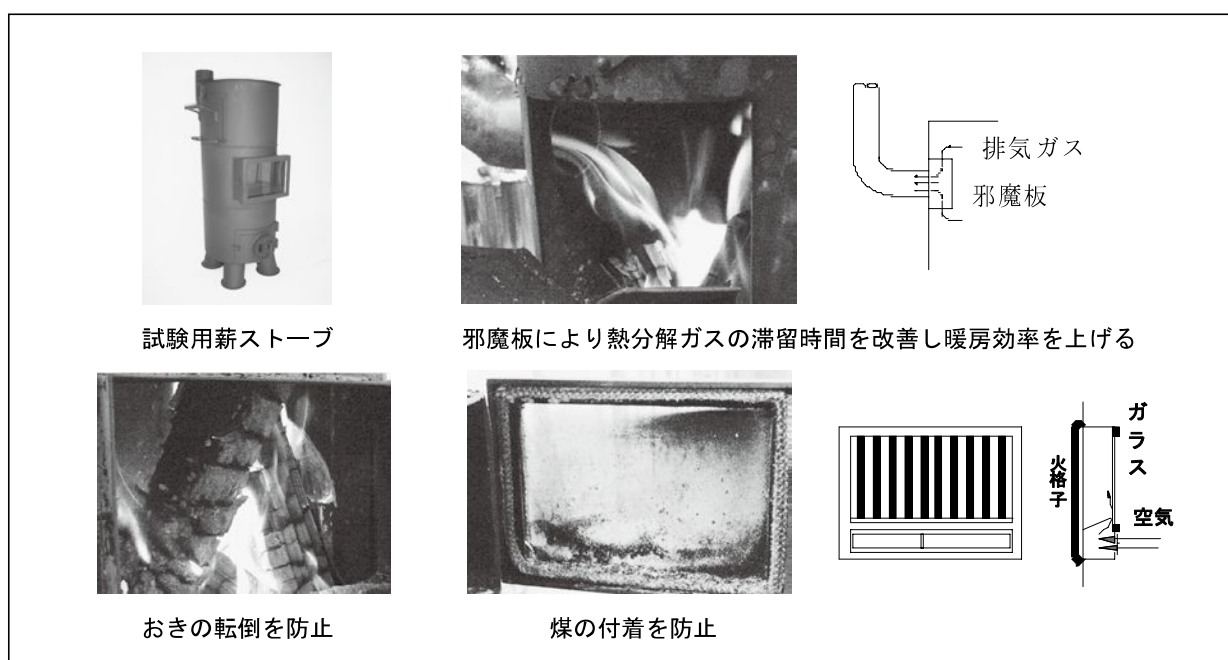 排気ガス
邪魔板
試験用薪ストーブ
邪魔板により熱分解ガスの滞留時間を改善し暖房効率を上げる
ガラス
火格子
空気
おきの転倒を防止
煤の付着を防止